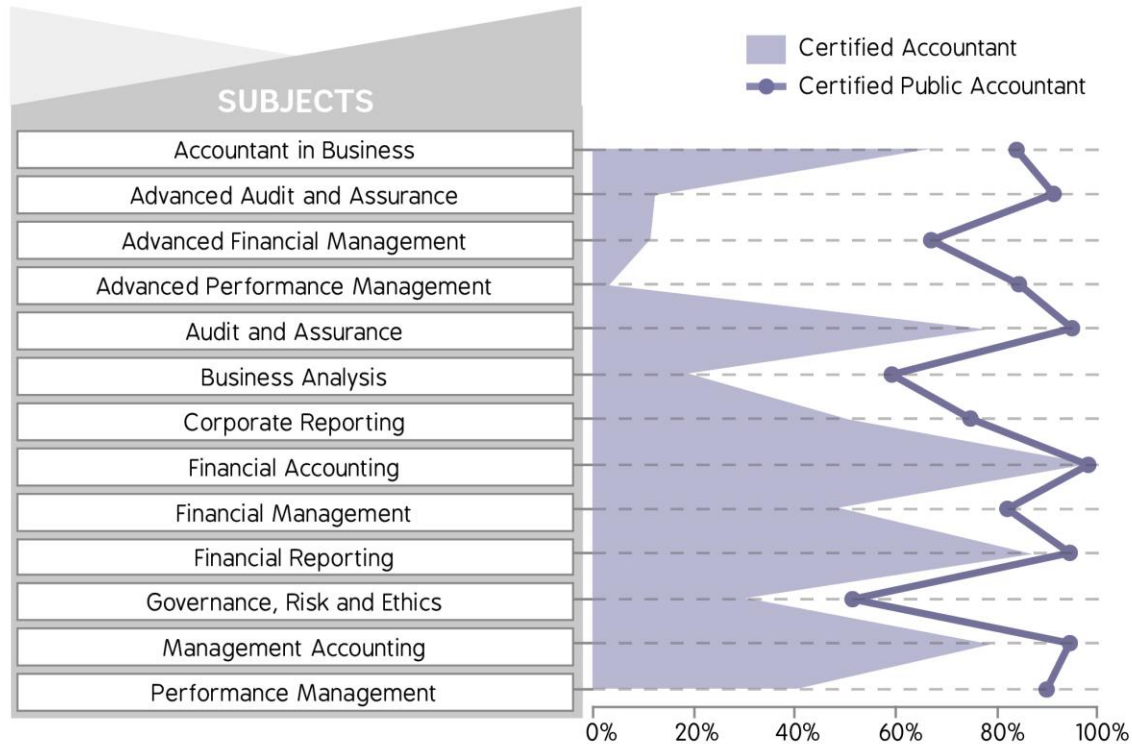 Certified Accountant
Certified Public Accountant
SUBJECTS
Accountant in Business
Advanced Audit and Assurance
Advanced Financial Management
Advanced Performance Management
Audit and Assurance
Business Analysis
Corporate Reporting
Financial Accounting
Financial Management
Financial Reporting
Governance, Risk and Ethics
Management Accounting
Performance Management
0% 20% 40% 60% 80% 100%